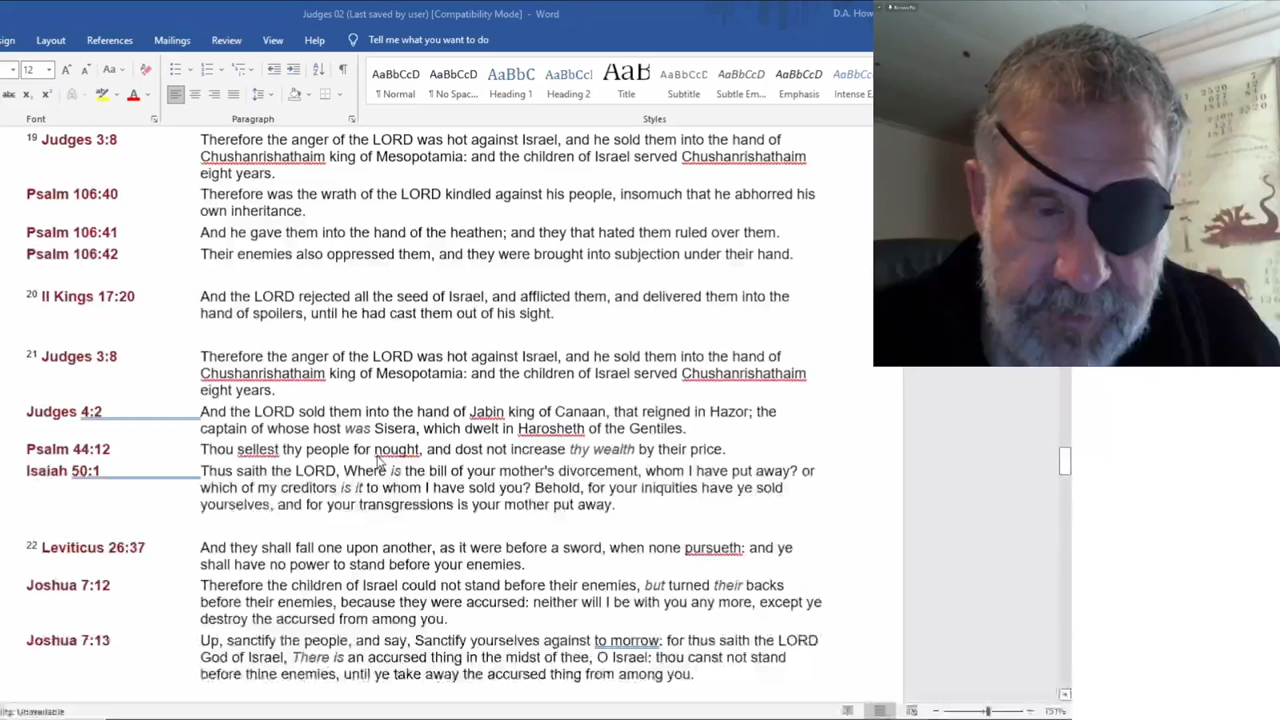 Judges 02 (Last saved by user) [Compatibility Mode] - Word
D.A. How
sign Layout References Mailings Review View Help Tell me what you want to do
12 Aa
abc x₂ x² A ab A
AaBbCcD AaBbCcD AaBbC AaBbCcI AaB AaBbCcD AaBbCcD AaBbCcD AaBbCc
¶ Normal ¶ No Spac... Heading 1 Heading 2 Title Subtitle Subtle Em... Emphasis Intense E
Font Paragraph Styles
19 Judges 3:8 Therefore the anger of the LORD was hot against Israel, and he sold them into the hand of
Chushanrishathaim king of Mesopotamia: and the children of Israel served Chushanrishathaim
eight years.
Psalm 106:40 Therefore was the wrath of the LORD kindled against his people, insomuch that he abhorred his
own inheritance.
Psalm 106:41 And he gave them into the hand of the heathen; and they that hated them ruled over them.
Psalm 106:42 Their enemies also oppressed them, and they were brought into subjection under their hand.
20 II Kings 17:20 And the LORD rejected all the seed of Israel, and afflicted them, and delivered them into the
hand of spoilers, until he had cast them out of his sight.
21 Judges 3:8 Therefore the anger of the LORD was hot against Israel, and he sold them into the hand of
Chushanrishathaim king of Mesopotamia: and the children of Israel served Chushanrishathaim
eight years.
Judges 4:2 And the LORD sold them into the hand of Jabin king of Canaan, that reigned in Hazor; the
captain of whose host was Sisera, which dwelt in Harosheth of the Gentiles.
Psalm 44:12 Thou sellest thy people for nought, and dost not increase thy wealth by their price.
Isaiah 50:1 Thus saith the LORD, Where is the bill of your mother's divorcement, whom I have put away? or
which of my creditors is it to whom I have sold you? Behold, for your iniquities have ye sold
yourselves, and for your transgressions is your mother put away.
22 Leviticus 26:37 And they shall fall one upon another, as it were before a sword, when none pursueth: and ye
shall have no power to stand before your enemies.
Joshua 7:12 Therefore the children of Israel could not stand before their enemies, but turned their backs
before their enemies, because they were accursed: neither will I be with you any more, except ye
destroy the accursed from among you.
Joshua 7:13 Up, sanctify the people, and say, Sanctify yourselves against to morrow: for thus saith the LORD
God of Israel, There is an accursed thing in the midst of thee, O Israel: thou canst not stand
before thine enemies, until ye take away the accursed thing from among you.
2520 2520
677